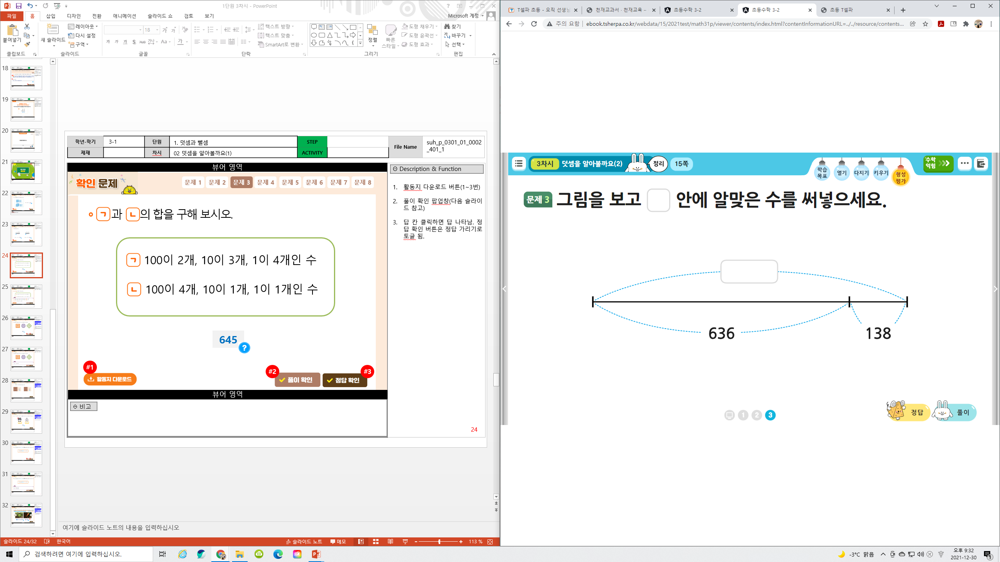 1단원 3차시 - PowerPoint
파일 홈 삽입 디자인 전환 애니메이션 슬라이드 쇼 검토 보기 Microsoft 계정
붙여넣기 새 슬라이드 레이아웃 다시 설정 구역
18 텍스트 방향 텍스트 맞춤 SmartArt로 변환
정렬 빠른 스타일 도형 채우기 도형 윤곽선 도형 효과
찾기 바꾸기 선택
클립보드 슬라이드 글꼴 단락 그리기 편집
18
19
20
21
22
23
24
25
26
27
28
29
30
31
32
학년-학기 3-1 단원 1. 덧셈과 뺄셈 STEP File Name suh_p_0301_01_0002
_401_1
제재 차시 02 덧셈을 알아볼까요(1) ACTIVITY
뷰어 영역
확인 문제
문제 1 문제 2 문제 3 문제 4 문제 5 문제 6 문제 7 문제 8
ㄱ과 ㄴ의 합을 구해 보시오.
ㄱ 100이 2개, 10이 3개, 1이 4개인 수
ㄴ 100이 4개, 10이 1개, 1이 1개인 수
645
?
#1
활동지 다운로드
#2
풀이 확인
#3
정답 확인
뷰어 영역
⊖ 비고
Θ Description & Function
1. 활동지 다운로드 버튼(1~3번)
2. 풀이 확인 팝업창(다음 슬라이
드 참고)
3. 답 칸 클릭하면 답 나타남. 정
답 확인 버튼은 정답 가리기로
토글 됨.
24
여기에 슬라이드 노트의 내용을 입력하십시오
슬라이드 24/32 한국어 슬라이드 노트 메모 113 %
T셀파 초등 - 오직 선생님 천재교과서 · 천재교육 초등수학 3-2 초등수학 3-2 초등 T셀파
주의 요함 ebook.tsherpa.co.kr/webdata/15/2021test/math31p/viewer/contents/index.html?contentInformationURL=../../resource/contents...
3차시 덧셈을 알아볼까요(2) 정리 15쪽
학습
목표
열기
다지기
키우기
형성
평가
수학
익힘
문제 3 그림을 보고 안에 알맞은 수를 써넣으세요.
636
138
1 2 3
정답
풀이
검색하려면 여기에 입력하십시오.
-3°C 맑음
오후 9:32
2021-12-30
1